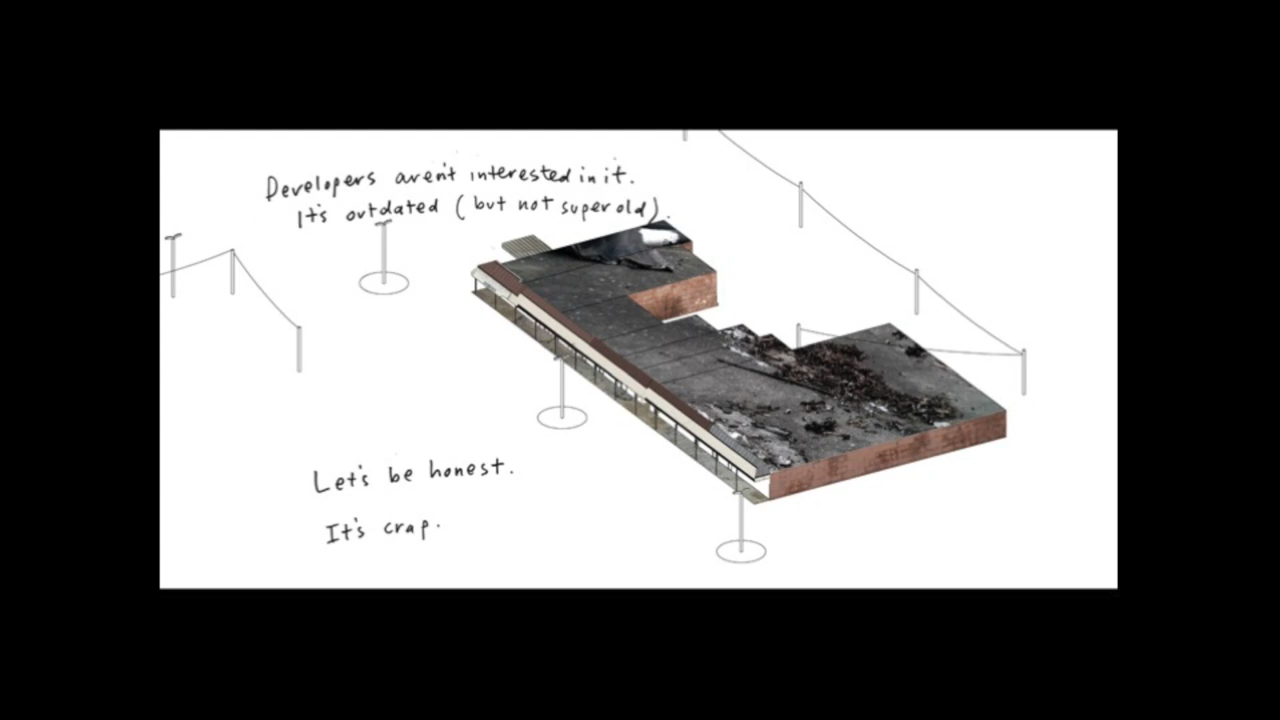 Developers aren't interested in it.
It's outdated (but not super old).
Let's be honest.
It's crap.